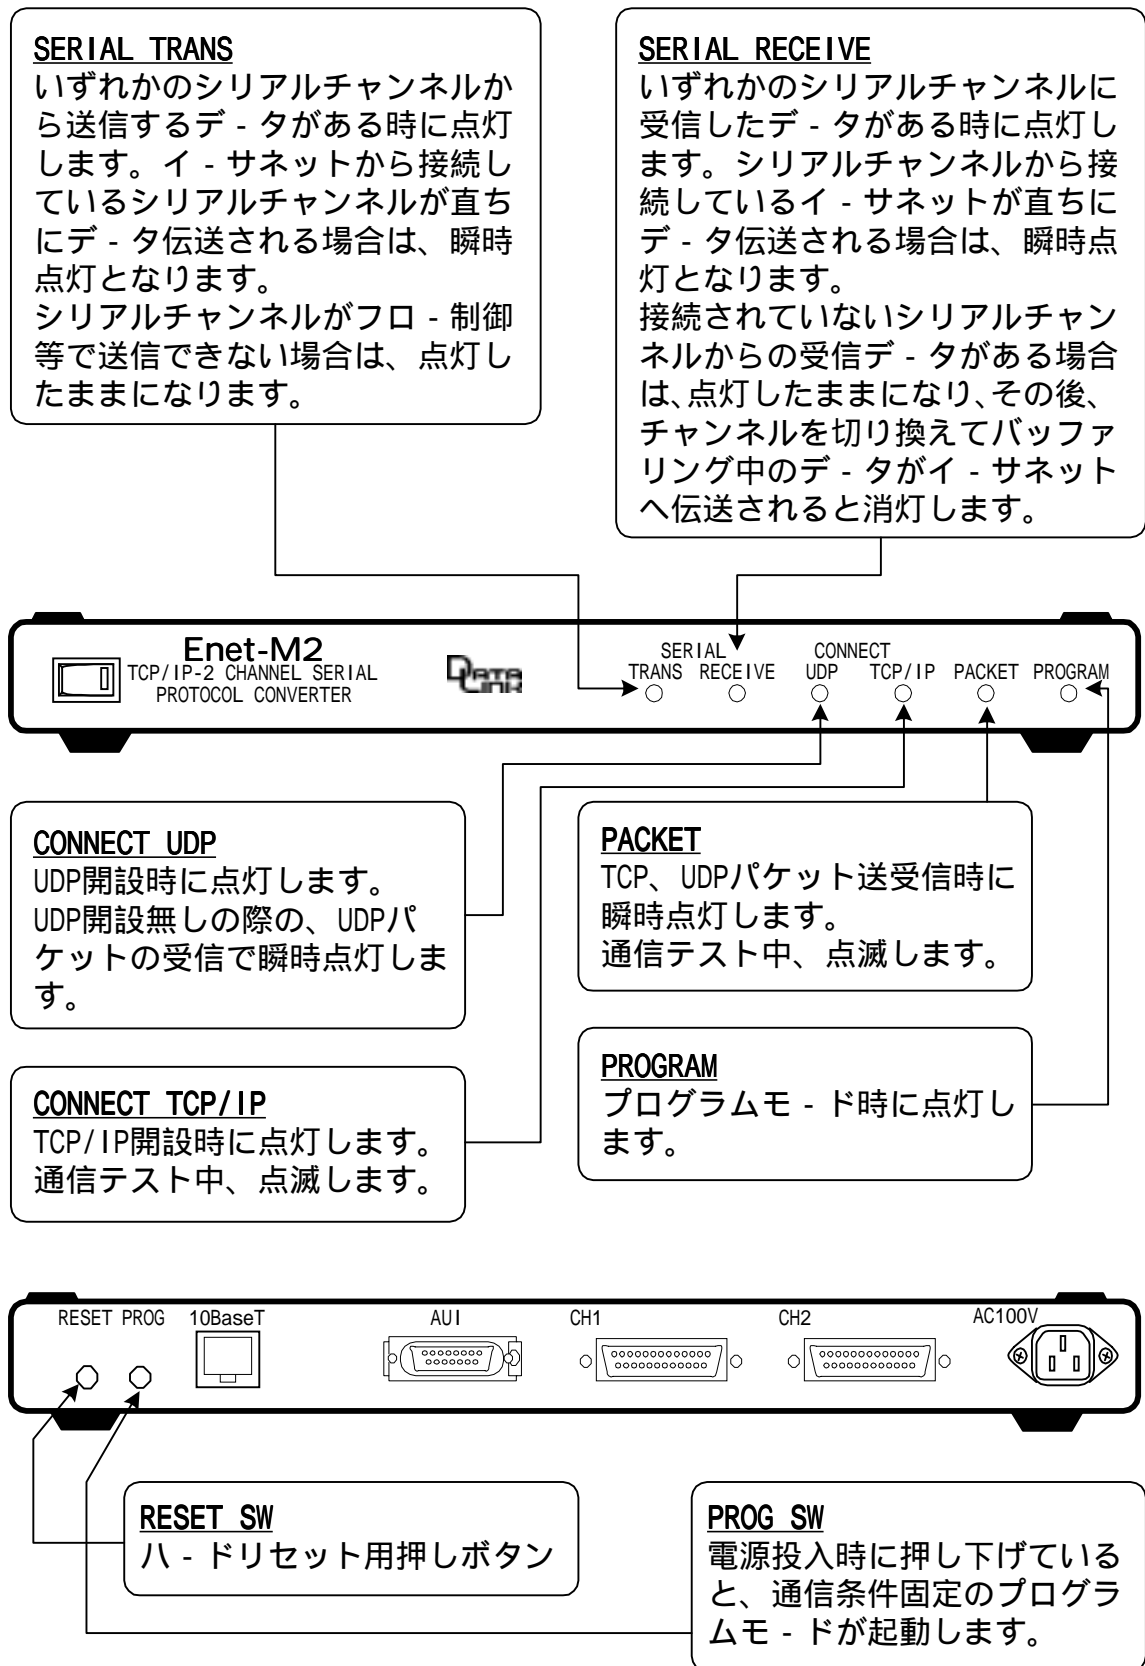 SERIAL TRANS
いずれかのシリアルチャンネルか
ら送信するデ‐タがある時に点灯
します。イ‐サネットから接続し
ているシリアルチャンネルが直ち
にデ‐タ伝送される場合は、瞬時
点灯となります。
シリアルチャンネルがフロ‐制御
等で送信できない場合は、点灯し
たままになります。
SERIAL RECEIVE
いずれかのシリアルチャンネルに
受信したデ‐タがある時に点灯し
ます。シリアルチャンネルから接
続しているイ‐サネットが直ちに
デ‐タ伝送される場合は、瞬時点
灯となります。
接続されていないシリアルチャン
ネルからの受信デ‐タがある場合
は、点灯したままになり、その後、
チャンネルを切り換えてバッファ
リング中のデ‐タがイ‐サネット
へ伝送されると消灯します。
Enet-M2
TCP/IP-2 CHANNEL SERIAL
PROTOCOL CONVERTER
DATA
LINK
SERIAL
TRANS RECEIVE
CONNECT
UDP TCP/IP
PACKET
PROGRAM
CONNECT UDP
UDP開設時に点灯します。
UDP開設無しの際の、UDPパ
ケットの受信で瞬時点灯しま
す。
PACKET
TCP、UDPパケット送受信時に
瞬時点灯します。
通信テスト中、点滅します。
CONNECT TCP/IP
TCP/IP開設時に点灯します。
通信テスト中、点滅します。
PROGRAM
プログラムモ‐ド時に点灯し
ます。
RESET PROG 10BaseT AUI CH1 CH2 AC100V
RESET SW
ハ‐ドリセット用押しボタン
PROG SW
電源投入時に押し下げている
と、通信条件固定のプログラ
ムモ‐ドが起動します。